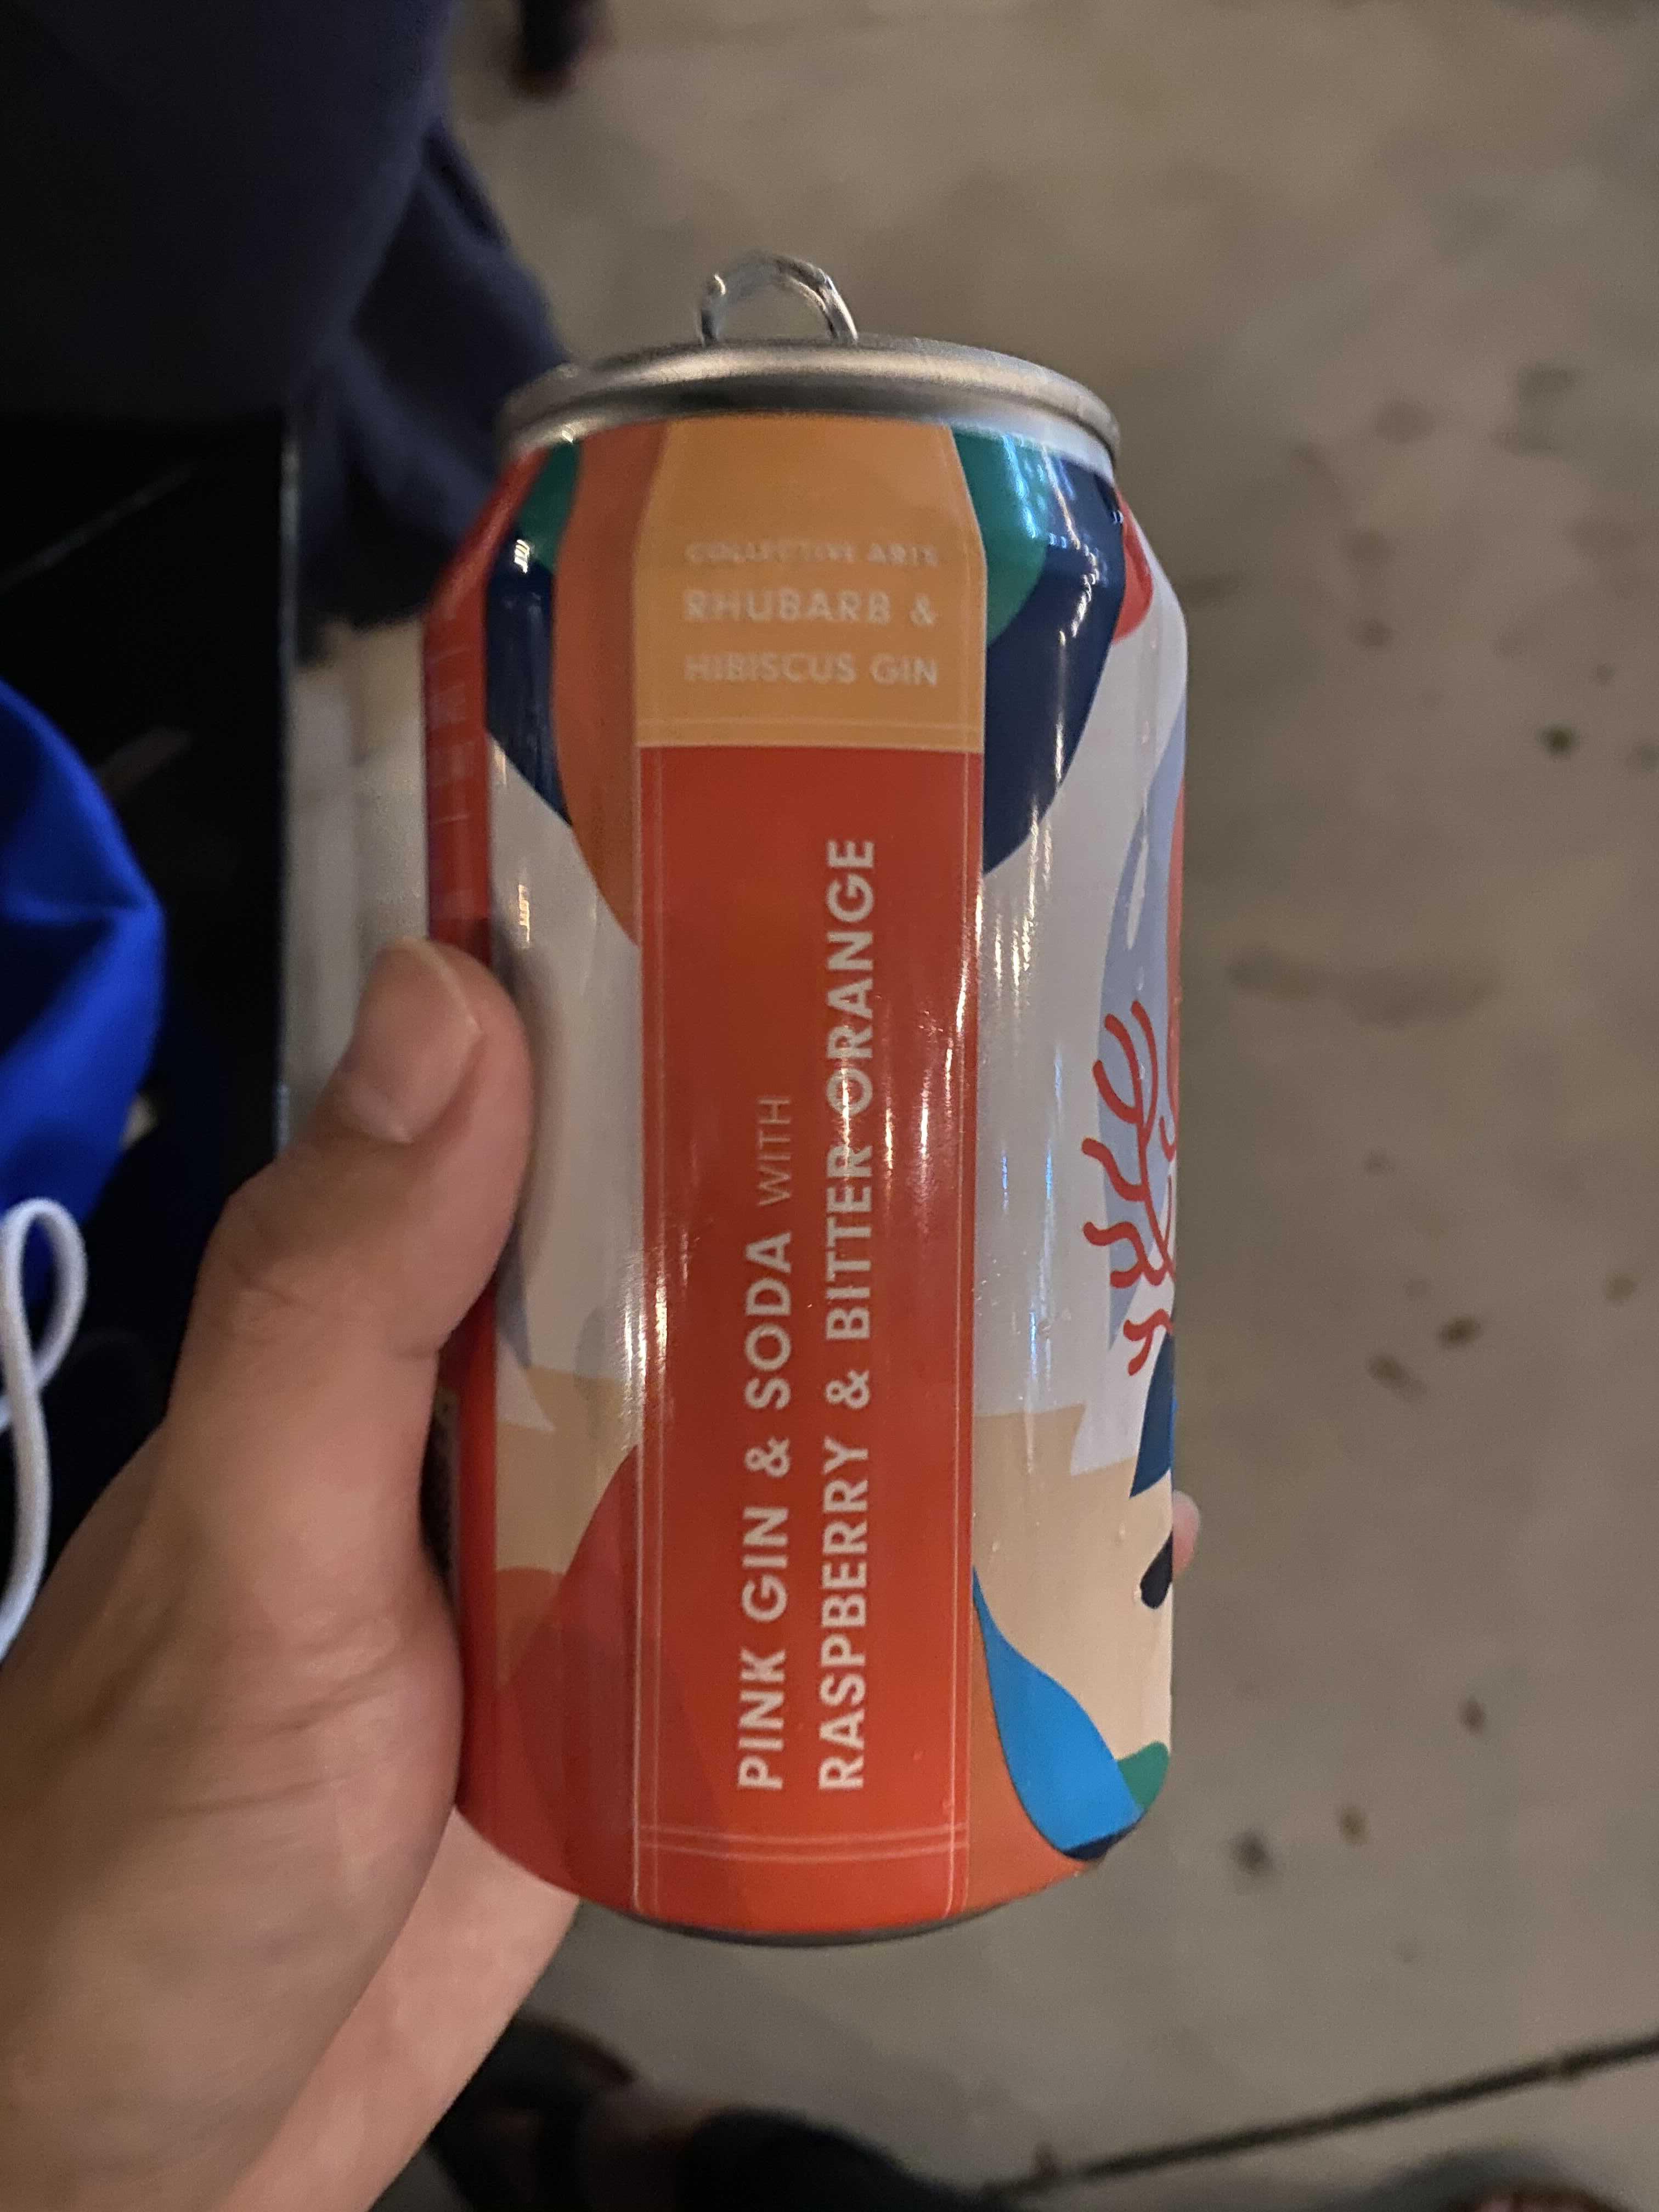 COLLECTIVE ARTS
RHUBARB &
HIBISCUS GIN
PINK GIN & SODA WITH
RASPBERRY & BITTER ORANGE